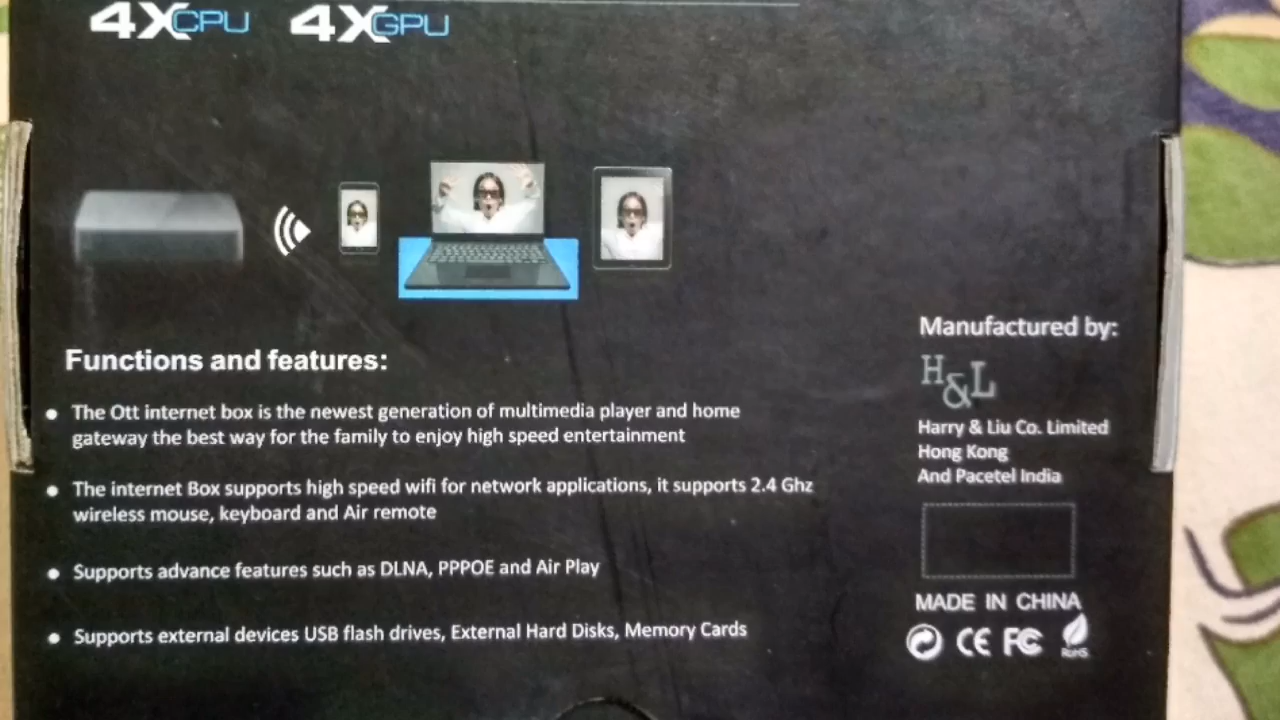 4XCPU 4XGPU
Functions and features:
• The Ott internet box is the newest generation of multimedia player and home
gateway the best way for the family to enjoy high speed entertainment
• The internet Box supports high speed wifi for network applications, it supports 2.4 Ghz
wireless mouse, keyboard and Air remote
• Supports advance features such as DLNA, PPPOE and Air Play
• Supports external devices USB flash drives, External Hard Disks, Memory Cards
Manufactured by:
H&L
Harry & Liu Co. Limited
Hong Kong
And Pacetel India
MADE IN CHINA
CE FC RoHS